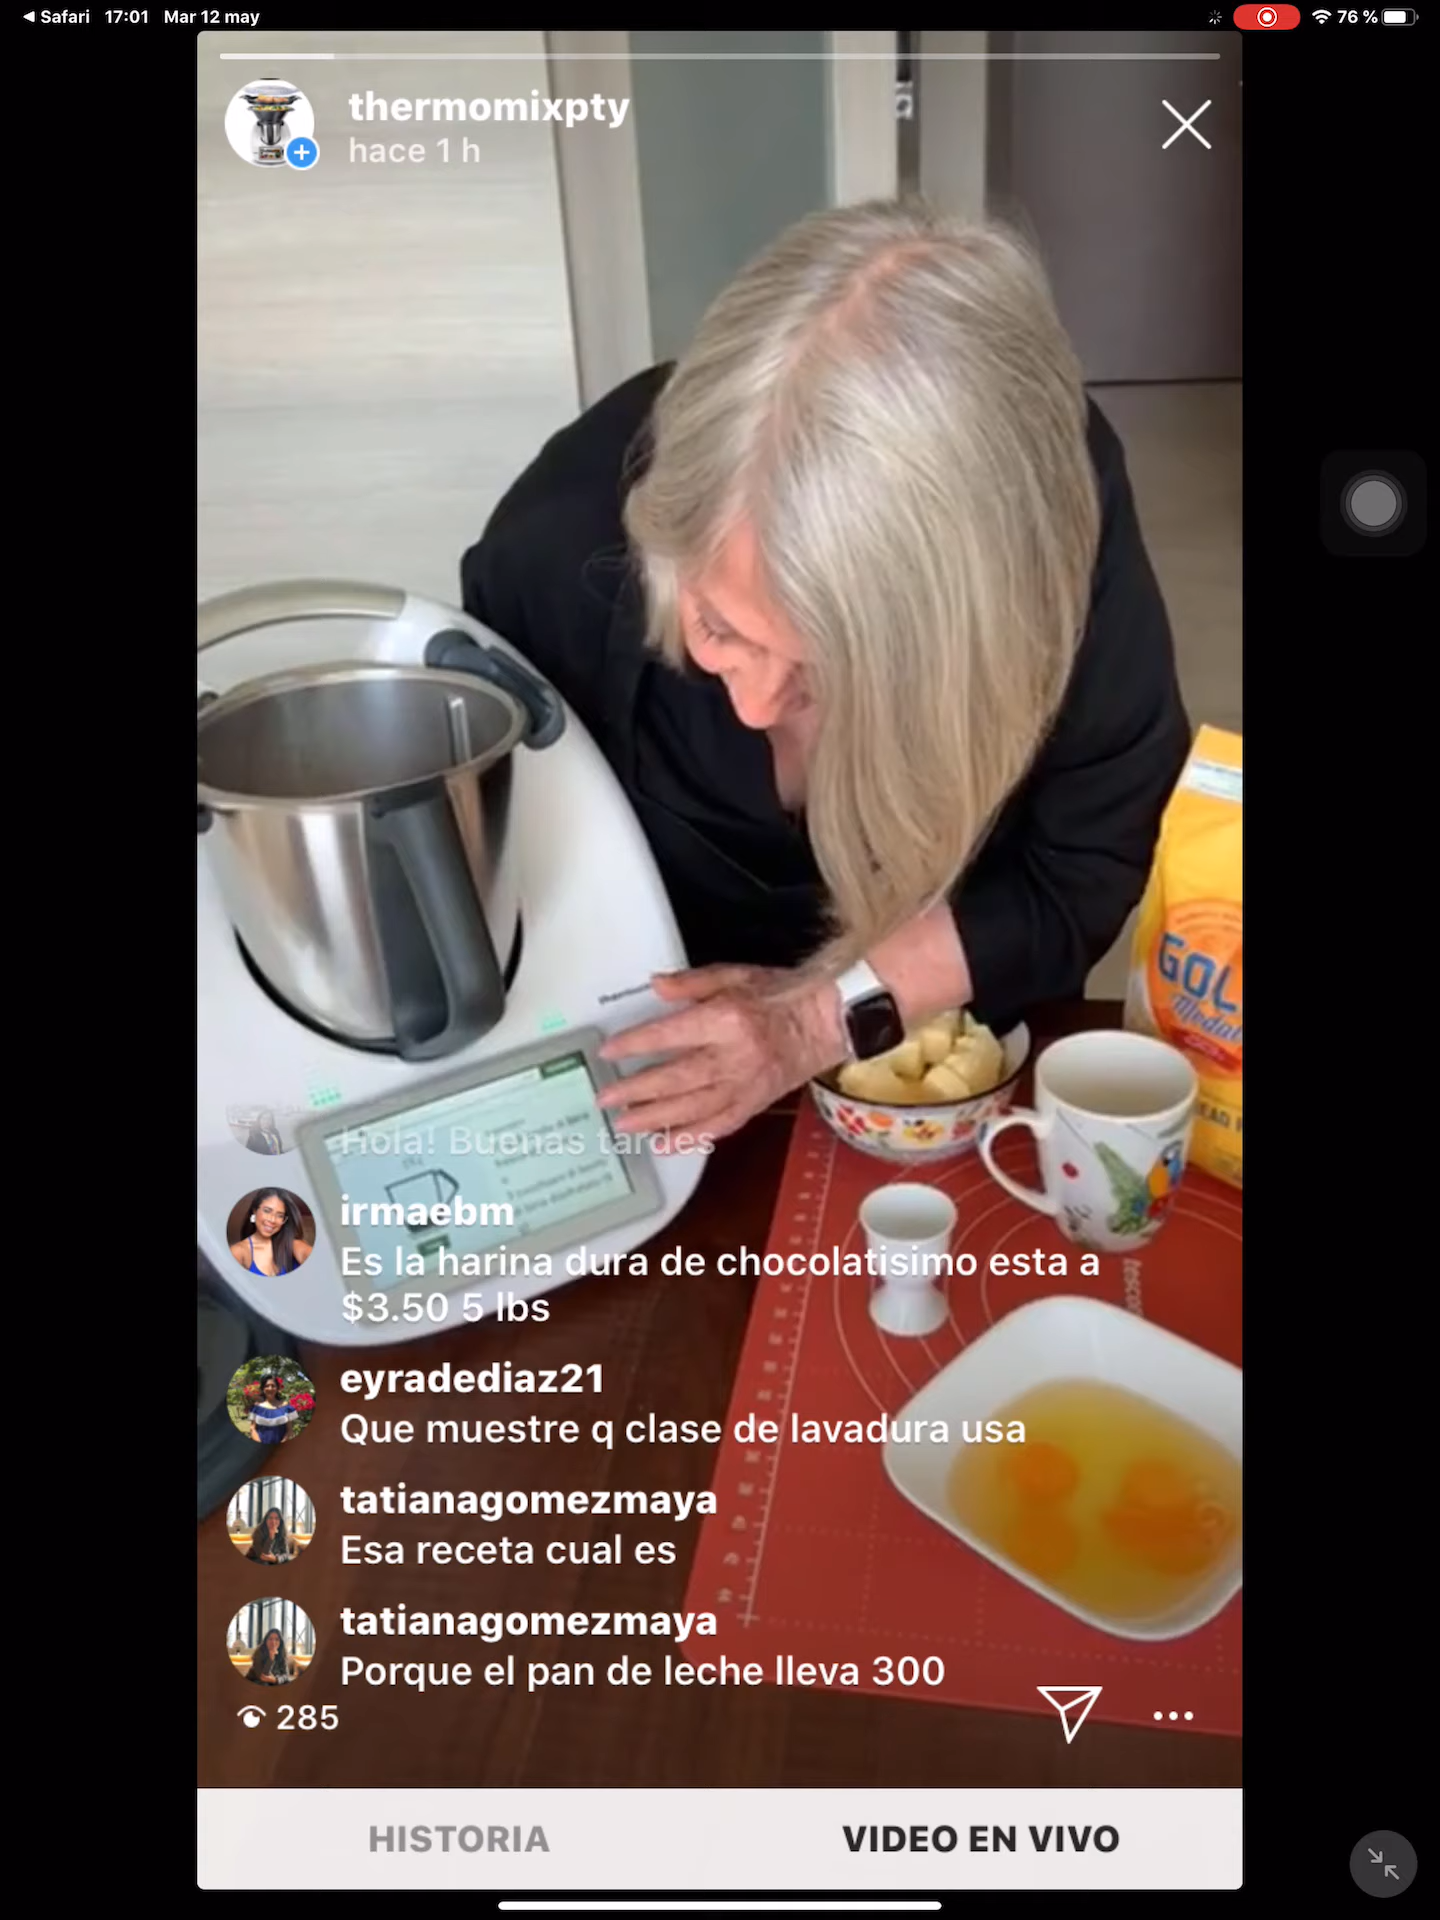 Safari 17:01 Mar 12 may
76 %
thermomixpty
hace 1 h
GOL
Medal
Hola! Buenas tardes
irmaebm
Es la harina dura de chocolatisimo esta a
$3.50 5 lbs
eyradediaz21
Que muestre q clase de lavadura usa
tatianagomezmaya
Esa receta cual es
tatianagomezmaya
Porque el pan de leche lleva 300
285
HISTORIA
VIDEO EN VIVO